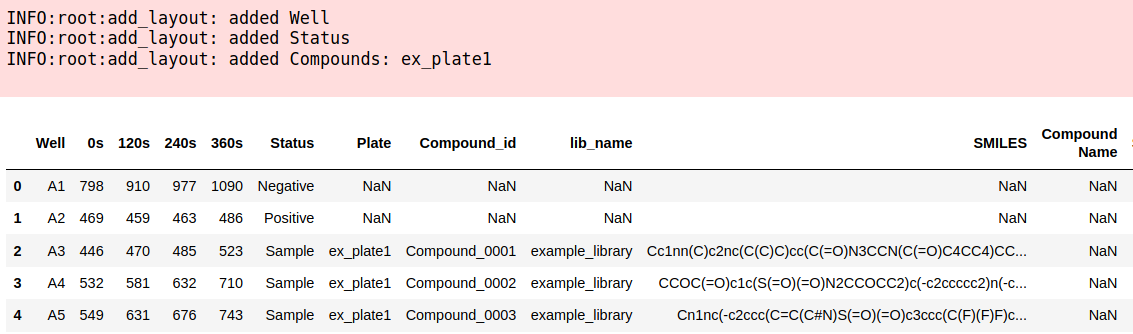 INFO:root:add_layout: added Well
INFO:root:add_layout: added Status
INFO:root:add_layout: added Compounds: ex_plate1
Well 0s 120s 240s 360s Status Plate Compound_id lib_name SMILES Compound Name
0 A1 798 910 977 1090 Negative NaN NaN NaN NaN NaN
1 A2 469 459 463 486 Positive NaN NaN NaN NaN NaN
2 A3 446 470 485 523 Sample ex_plate1 Compound_0001 example_library Cc1nn(C)c2nc(C(C)C)cc(C(=O)N3CCN(C(=O)C4CC4)CC... NaN
3 A4 532 581 632 710 Sample ex_plate1 Compound_0002 example_library CCOC(=O)c1c(S(=O)(=O)N2CCOCC2)c(-c2ccccc2)n(-c... NaN
4 A5 549 631 676 743 Sample ex_plate1 Compound_0003 example_library Cn1nc(-c2ccc(C=C(C#N)S(=O)(=O)c3ccc(C(F)(F)F)c... NaN